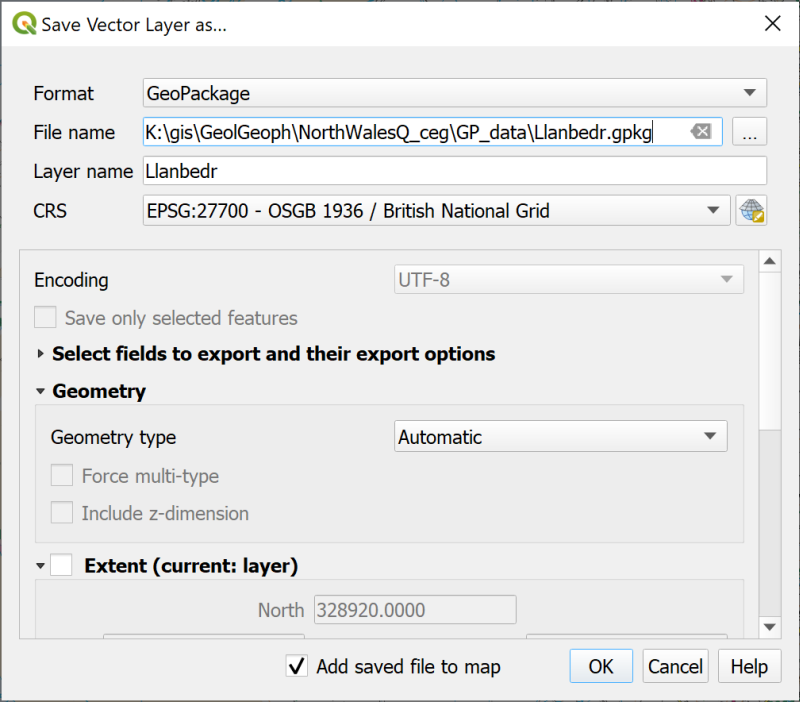 Save Vector Layer as...
Format GeoPackage
File name K:\gis\GeolGeoph\NorthWalesQ_ceg\GP_data\Llanbedr.gpkg ...
Layer name Llanbedr
CRS EPSG:27700 - OSGB 1936 / British National Grid
Encoding UTF-8
Save only selected features
Select fields to export and their export options
Geometry
Geometry type Automatic
Force multi-type
Include z-dimension
Extent (current: layer)
North 328920.0000
Add saved file to map OK Cancel Help